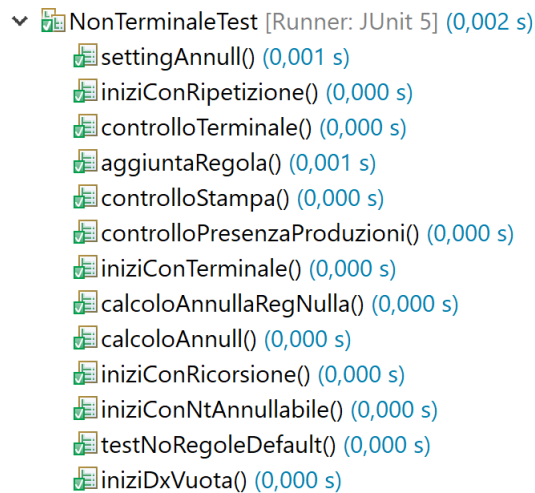 NonTerminaleTest [Runner: JUnit 5] (0,002 s)
settingAnnull() (0,001 s)
iniziConRipetizione() (0,000 s)
controlloTerminale() (0,000 s)
aggiuntaRegola() (0,001 s)
controlloStampa() (0,000 s)
controlloPresenzaProduzioni() (0,000 s)
iniziConTerminale() (0,000 s)
calcoloAnnullaRegNulla() (0,000 s)
calcoloAnnull() (0,000 s)
iniziConRicorsione() (0,000 s)
iniziConNtAnnullabile() (0,000 s)
testNoRegoleDefault() (0,000 s)
iniziDxVuota() (0,000 s)